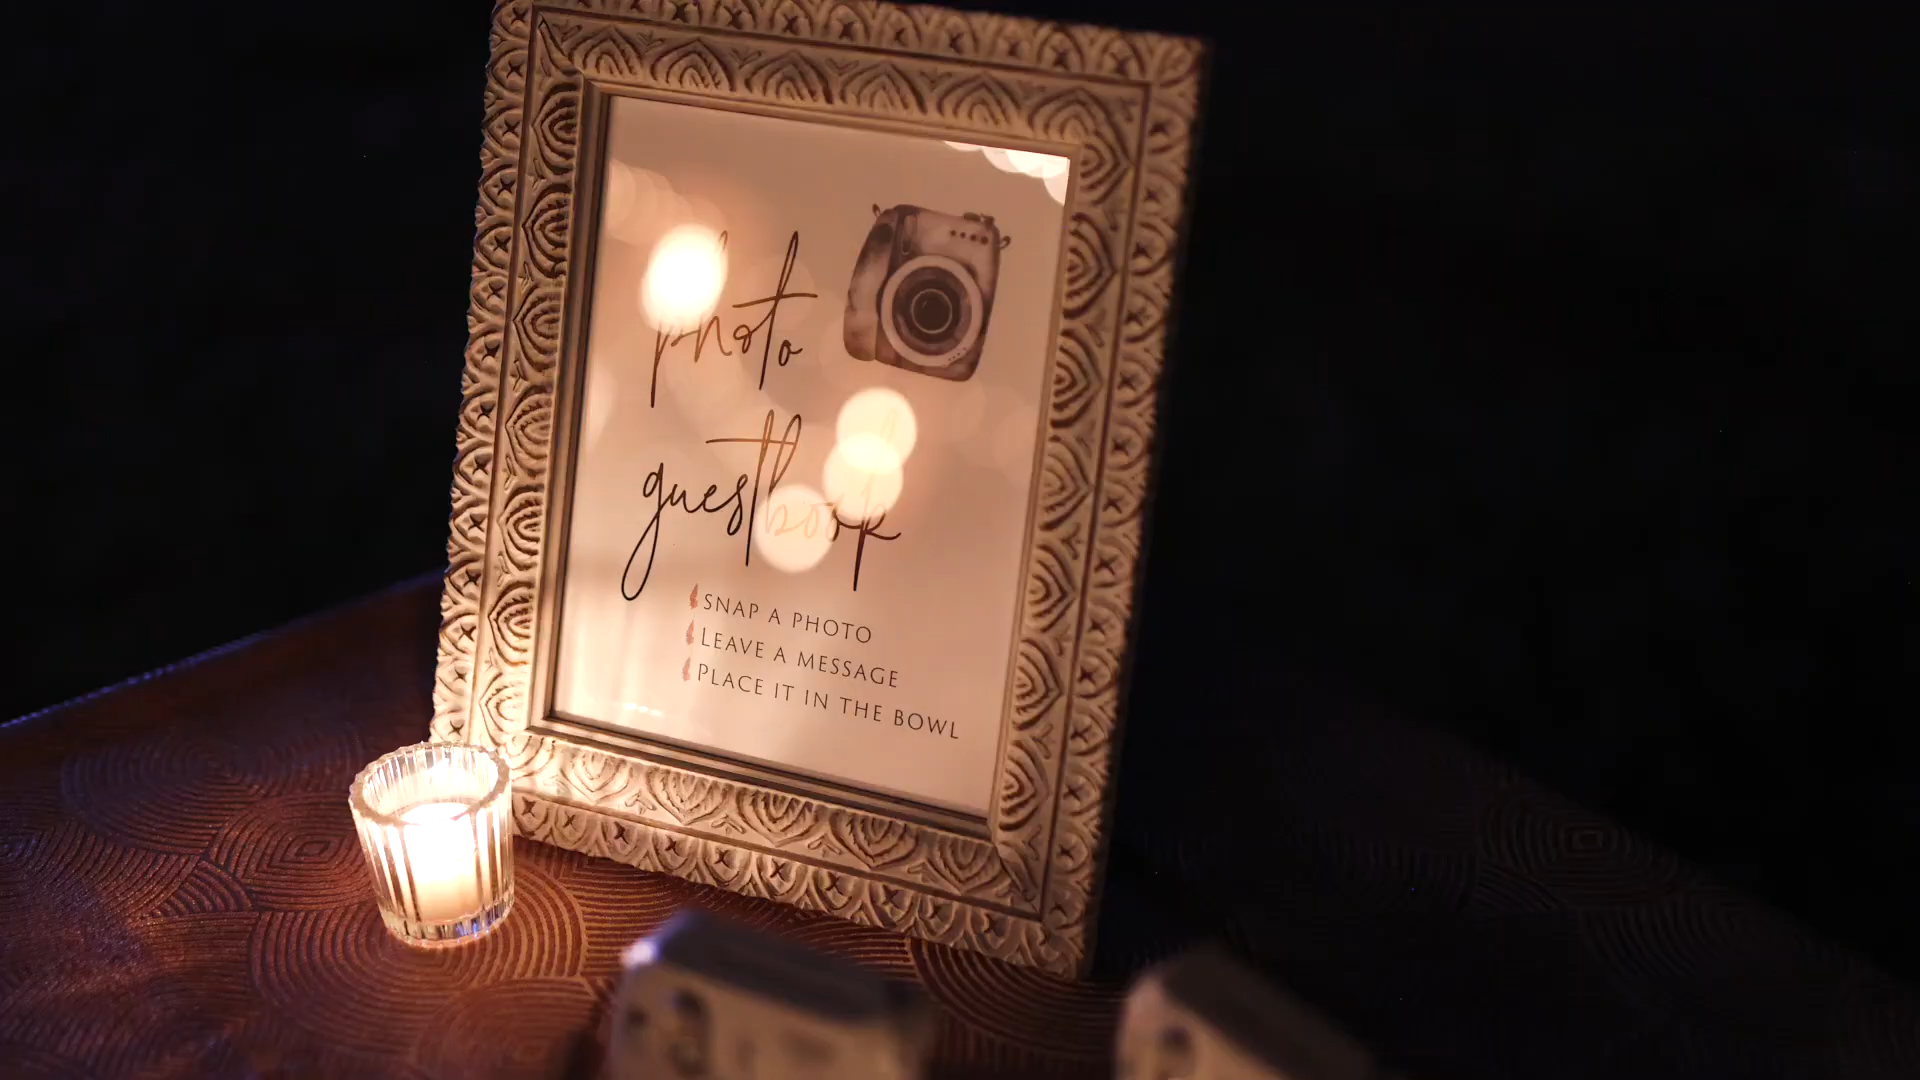 photo
guestbook
SNAP A PHOTO
LEAVE A MESSAGE
PLACE IT IN THE BOWL